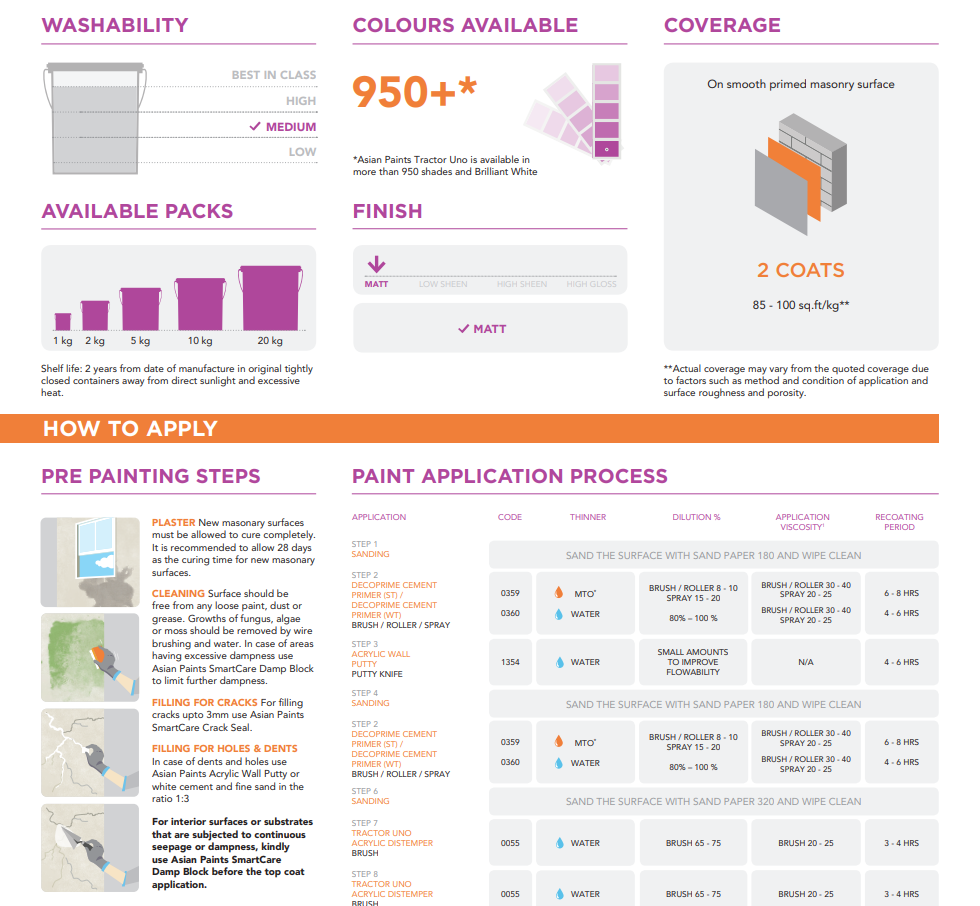 WASHABILITY
BEST IN CLASS
HIGH
MEDIUM
LOW
COLOURS AVAILABLE
950+*
*Asian Paints Tractor Uno is available in
more than 950 shades and Brilliant White
COVERAGE
On smooth primed masonry surface
2 COATS
85 - 100 sq.ft/kg**
**Actual coverage may vary from the quoted coverage due
to factors such as method and condition of application and
surface roughness and porosity.
AVAILABLE PACKS
1 kg 2 kg 5 kg 10 kg 20 kg
Shelf life: 2 years from date of manufacture in original tightly
closed containers away from direct sunlight and excessive
heat.
FINISH
MATT LOW SHEEN HIGH SHEEN HIGH GLOSS
MATT
HOW TO APPLY
PRE PAINTING STEPS
PLASTER New masonary surfaces
must be allowed to cure completely.
It is recommended to allow 28 days
as the curing time for new masonary
surfaces.
CLEANING Surface should be
free from any loose paint, dust or
grease. Growths of fungus, algae
or moss should be removed by wire
brushing and water. In case of areas
having excessive dampness use
Asian Paints SmartCare Damp Block
to limit further dampness.
FILLING FOR CRACKS For filling
cracks upto 3mm use Asian Paints
SmartCare Crack Seal.
FILLING FOR HOLES & DENTS
In case of dents and holes use
Asian Paints Acrylic Wall Putty or
white cement and fine sand in the
ratio 1:3
For interior surfaces or substrates
that are subjected to continuous
seepage or dampness, kindly
use Asian Paints SmartCare
Damp Block before the top coat
application.
PAINT APPLICATION PROCESS
APPLICATION CODE THINNER DILUTION % APPLICATION RECOATING
VISCOSITY¹ PERIOD
STEP 1
SANDING
SAND THE SURFACE WITH SAND PAPER 180 AND WIPE CLEAN
STEP 2
DECOPRIME CEMENT
PRIMER (ST) /
DECOPRIME CEMENT
PRIMER (WT)
BRUSH / ROLLER / SPRAY
0359 MTO* BRUSH / ROLLER 8 - 10 BRUSH / ROLLER 30 - 40 6 - 8 HRS
SPRAY 15 - 20 SPRAY 20 - 25
0360 WATER 80% – 100 % BRUSH / ROLLER 30 - 40 4 - 6 HRS
SPRAY 20 - 25
STEP 3
ACRYLIC WALL
PUTTY
PUTTY KNIFE
1354 WATER SMALL AMOUNTS N/A 4 - 6 HRS
TO IMPROVE
FLOWABILITY
STEP 4
SANDING
SAND THE SURFACE WITH SAND PAPER 180 AND WIPE CLEAN
STEP 2
DECOPRIME CEMENT
PRIMER (ST) /
DECOPRIME CEMENT
PRIMER (WT)
BRUSH / ROLLER / SPRAY
0359 MTO* BRUSH / ROLLER 8 - 10 BRUSH / ROLLER 30 - 40 6 - 8 HRS
SPRAY 15 - 20 SPRAY 20 - 25
0360 WATER 80% – 100 % BRUSH / ROLLER 30 - 40 4 - 6 HRS
SPRAY 20 - 25
STEP 6
SANDING
SAND THE SURFACE WITH SAND PAPER 320 AND WIPE CLEAN
STEP 7
TRACTOR UNO
ACRYLIC DISTEMPER
BRUSH
0055 WATER BRUSH 65 - 75 BRUSH 20 - 25 3 - 4 HRS
STEP 8
TRACTOR UNO
ACRYLIC DISTEMPER
BRUSH
0055 WATER BRUSH 65 - 75 BRUSH 20 - 25 3 - 4 HRS